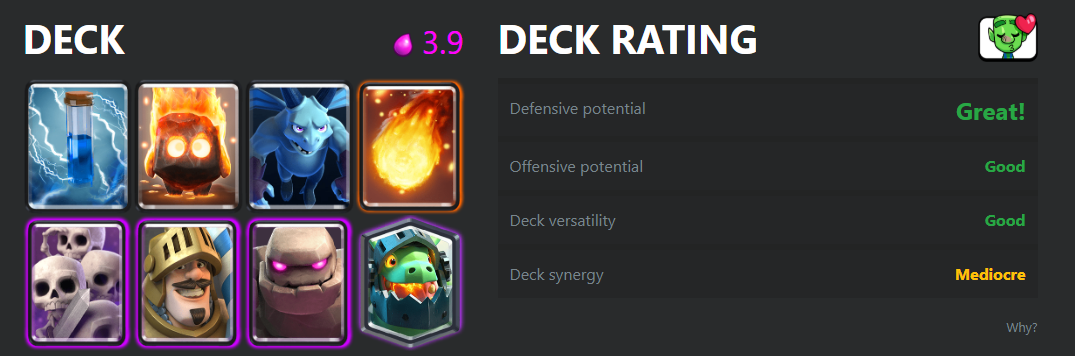 DECK
3.9
DECK RATING
Defensive potential
Great!
Offensive potential
Good
Deck versatility
Good
Deck synergy
Mediocre
Why?